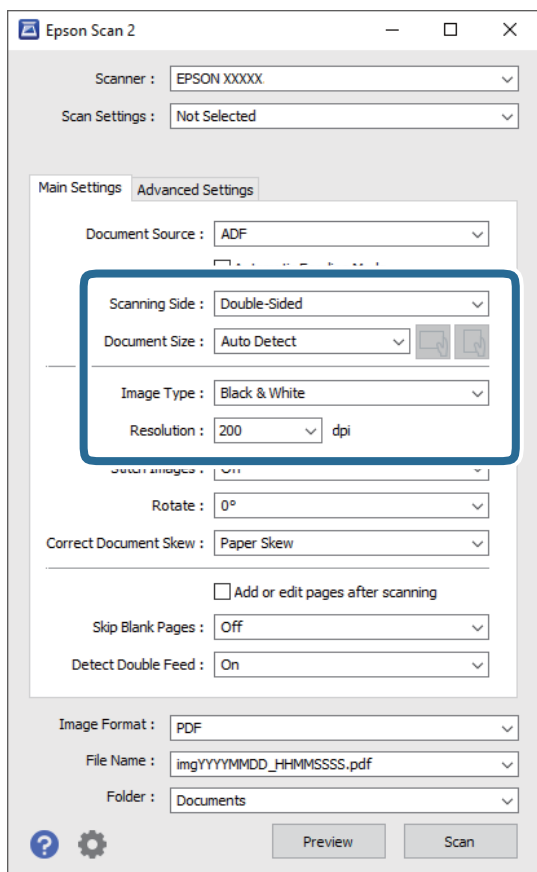 Epson Scan 2
Scanner : EPSON XXXXX
Scan Settings : Not Selected
Main Settings Advanced Settings
Document Source : ADF
Scanning Side : Double-Sided
Document Size : Auto Detect
Image Type : Black & White
Resolution : 200 dpi
Stitch Images : Off
Rotate : 0°
Correct Document Skew : Paper Skew
Add or edit pages after scanning
Skip Blank Pages : Off
Detect Double Feed : On
Image Format : PDF
File Name : imgYYYYMMDD_HHMMSSSS.pdf
Folder : Documents
? Preview Scan